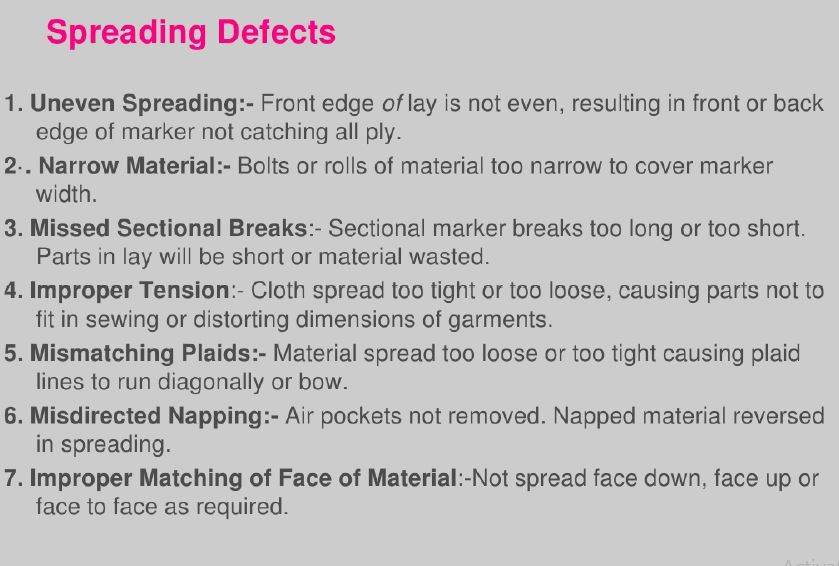 Spreading Defects
1. Uneven Spreading:- Front edge of lay is not even, resulting in front or back
edge of marker not catching all ply.
2·. Narrow Material:- Bolts or rolls of material too narrow to cover marker
width.
3. Missed Sectional Breaks:- Sectional marker breaks too long or too short.
Parts in lay will be short or material wasted.
4. Improper Tension:- Cloth spread too tight or too loose, causing parts not to
fit in sewing or distorting dimensions of garments.
5. Mismatching Plaids:- Material spread too loose or too tight causing plaid
lines to run diagonally or bow.
6. Misdirected Napping:- Air pockets not removed. Napped material reversed
in spreading.
7. Improper Matching of Face of Material:-Not spread face down, face up or
face to face as required.